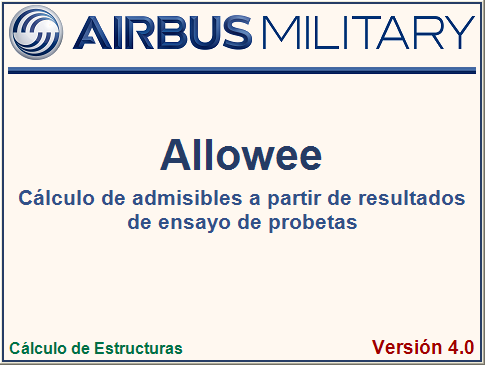 AIRBUS MILITARY
Allowee
Cálculo de admisibles a partir de resultados
de ensayo de probetas
Cálculo de Estructuras
Versión 4.0